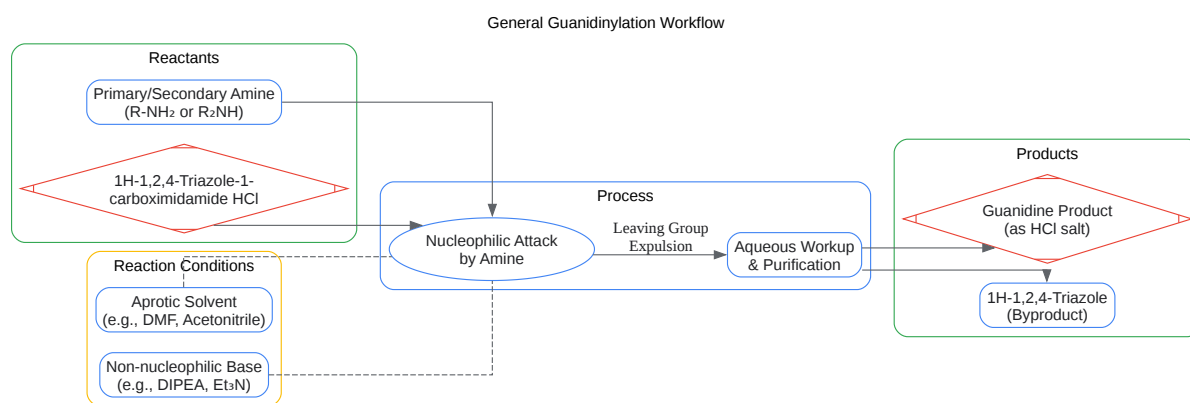 General Guanidinylation Workflow
Reactants
Primary/Secondary Amine
(R-NH₂ or R₂NH)
1H-1,2,4-Triazole-1-
carboximidamide HCl
Reaction Conditions
Aprotic Solvent
(e.g., DMF, Acetonitrile)
Non-nucleophilic Base
(e.g., DIPEA, Et₃N)
Process
Nucleophilic Attack
by Amine
Leaving Group
Expulsion
Aqueous Workup
& Purification
Products
Guanidine Product
(as HCl salt)
1H-1,2,4-Triazole
(Byproduct)